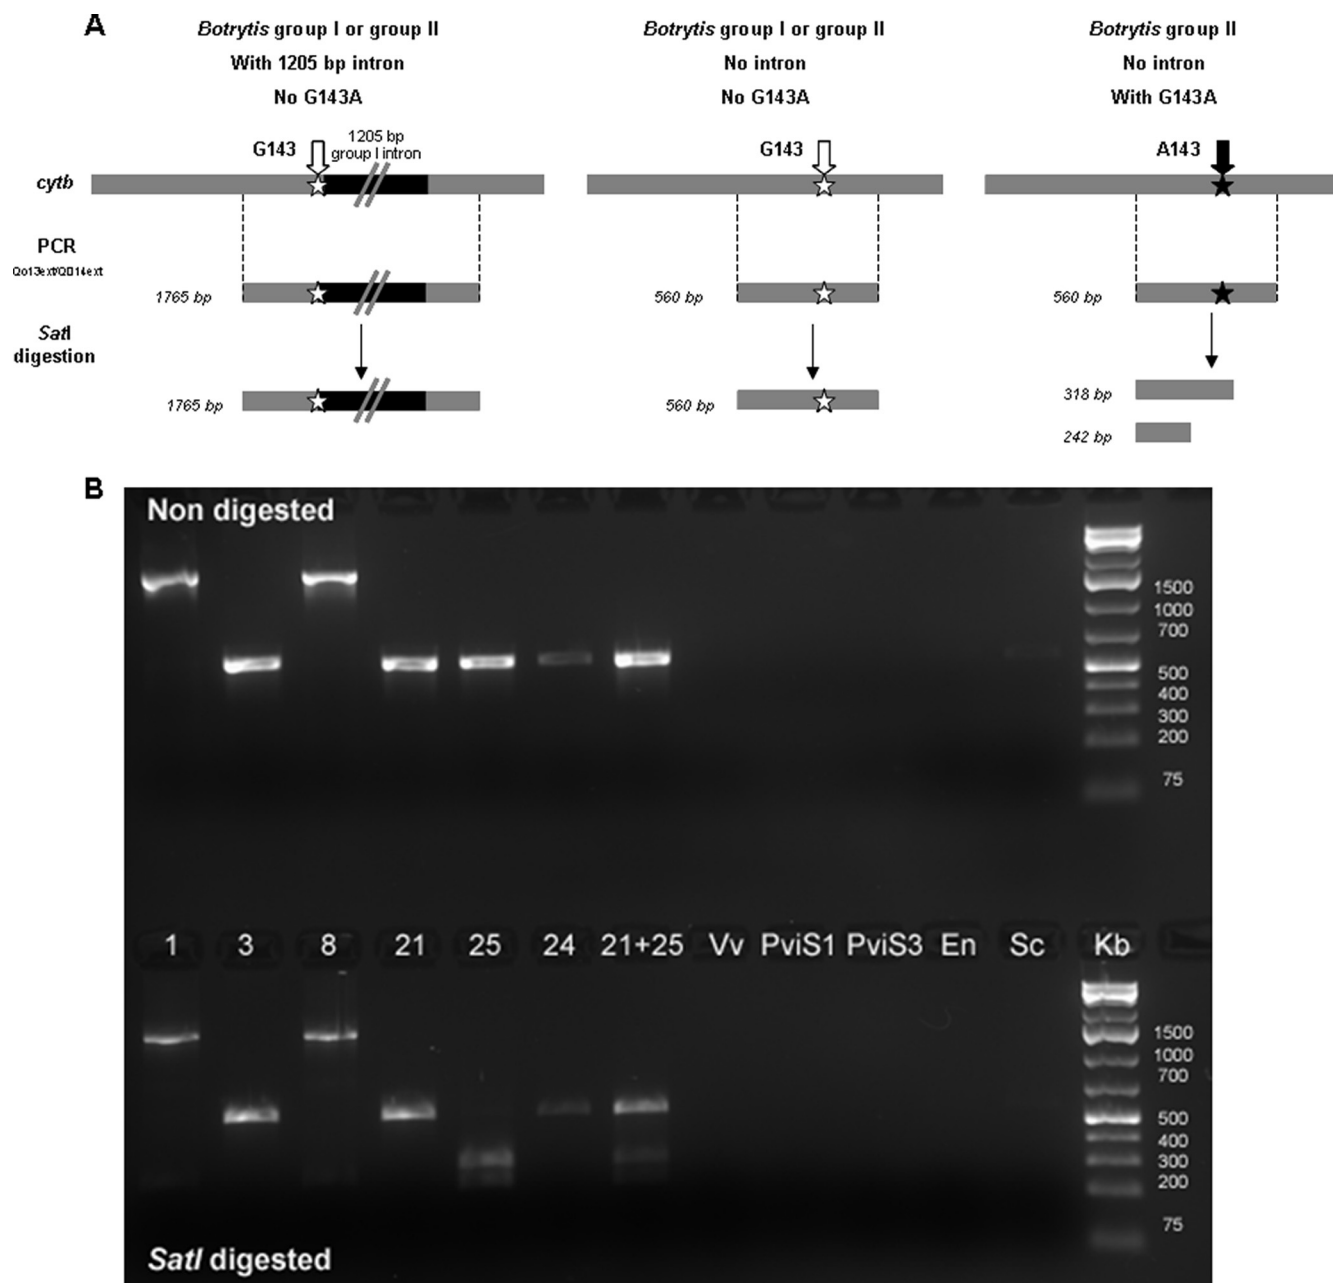 A
Botrytis group I or group II
With 1205 bp intron
No G143A
Botrytis group I or group II
No intron
No G143A
Botrytis group II
No intron
With G143A
G143
1205 bp
group I intron
G143
A143
cytb
PCR
1765 bp
560 bp
560 bp
SatI
digestion
1765 bp
560 bp
318 bp
242 bp
B
Non digested
1500
1000
700
500
400
300
200
75
1 3 8 21 25 24 21+25 Vv PviS1 PviS3 En Sc Kb
1500
1000
700
500
400
300
200
75
SatI digested